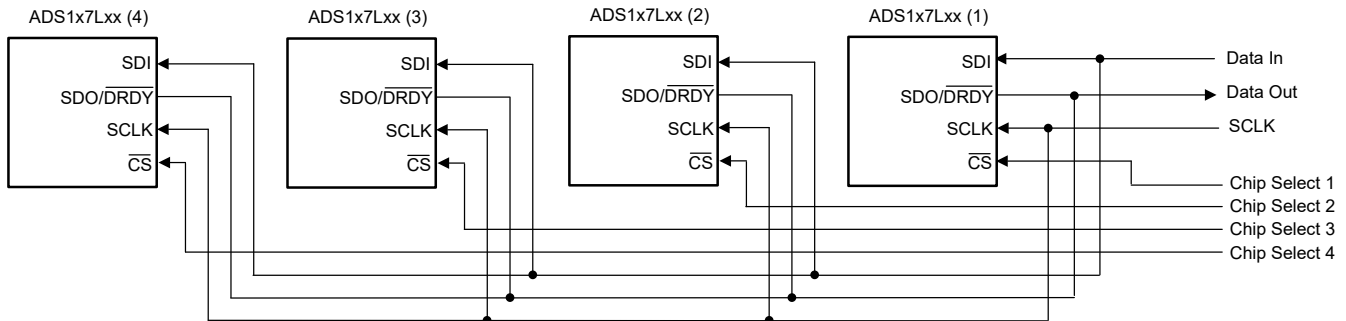 ADS1x7Lxx (4)
SDI
SDO/DRDY
SCLK
CS
ADS1x7Lxx (3)
SDI
SDO/DRDY
SCLK
CS
ADS1x7Lxx (2)
SDI
SDO/DRDY
SCLK
CS
ADS1x7Lxx (1)
SDI
SDO/DRDY
SCLK
CS
Data In
Data Out
SCLK
Chip Select 1
Chip Select 2
Chip Select 3
Chip Select 4